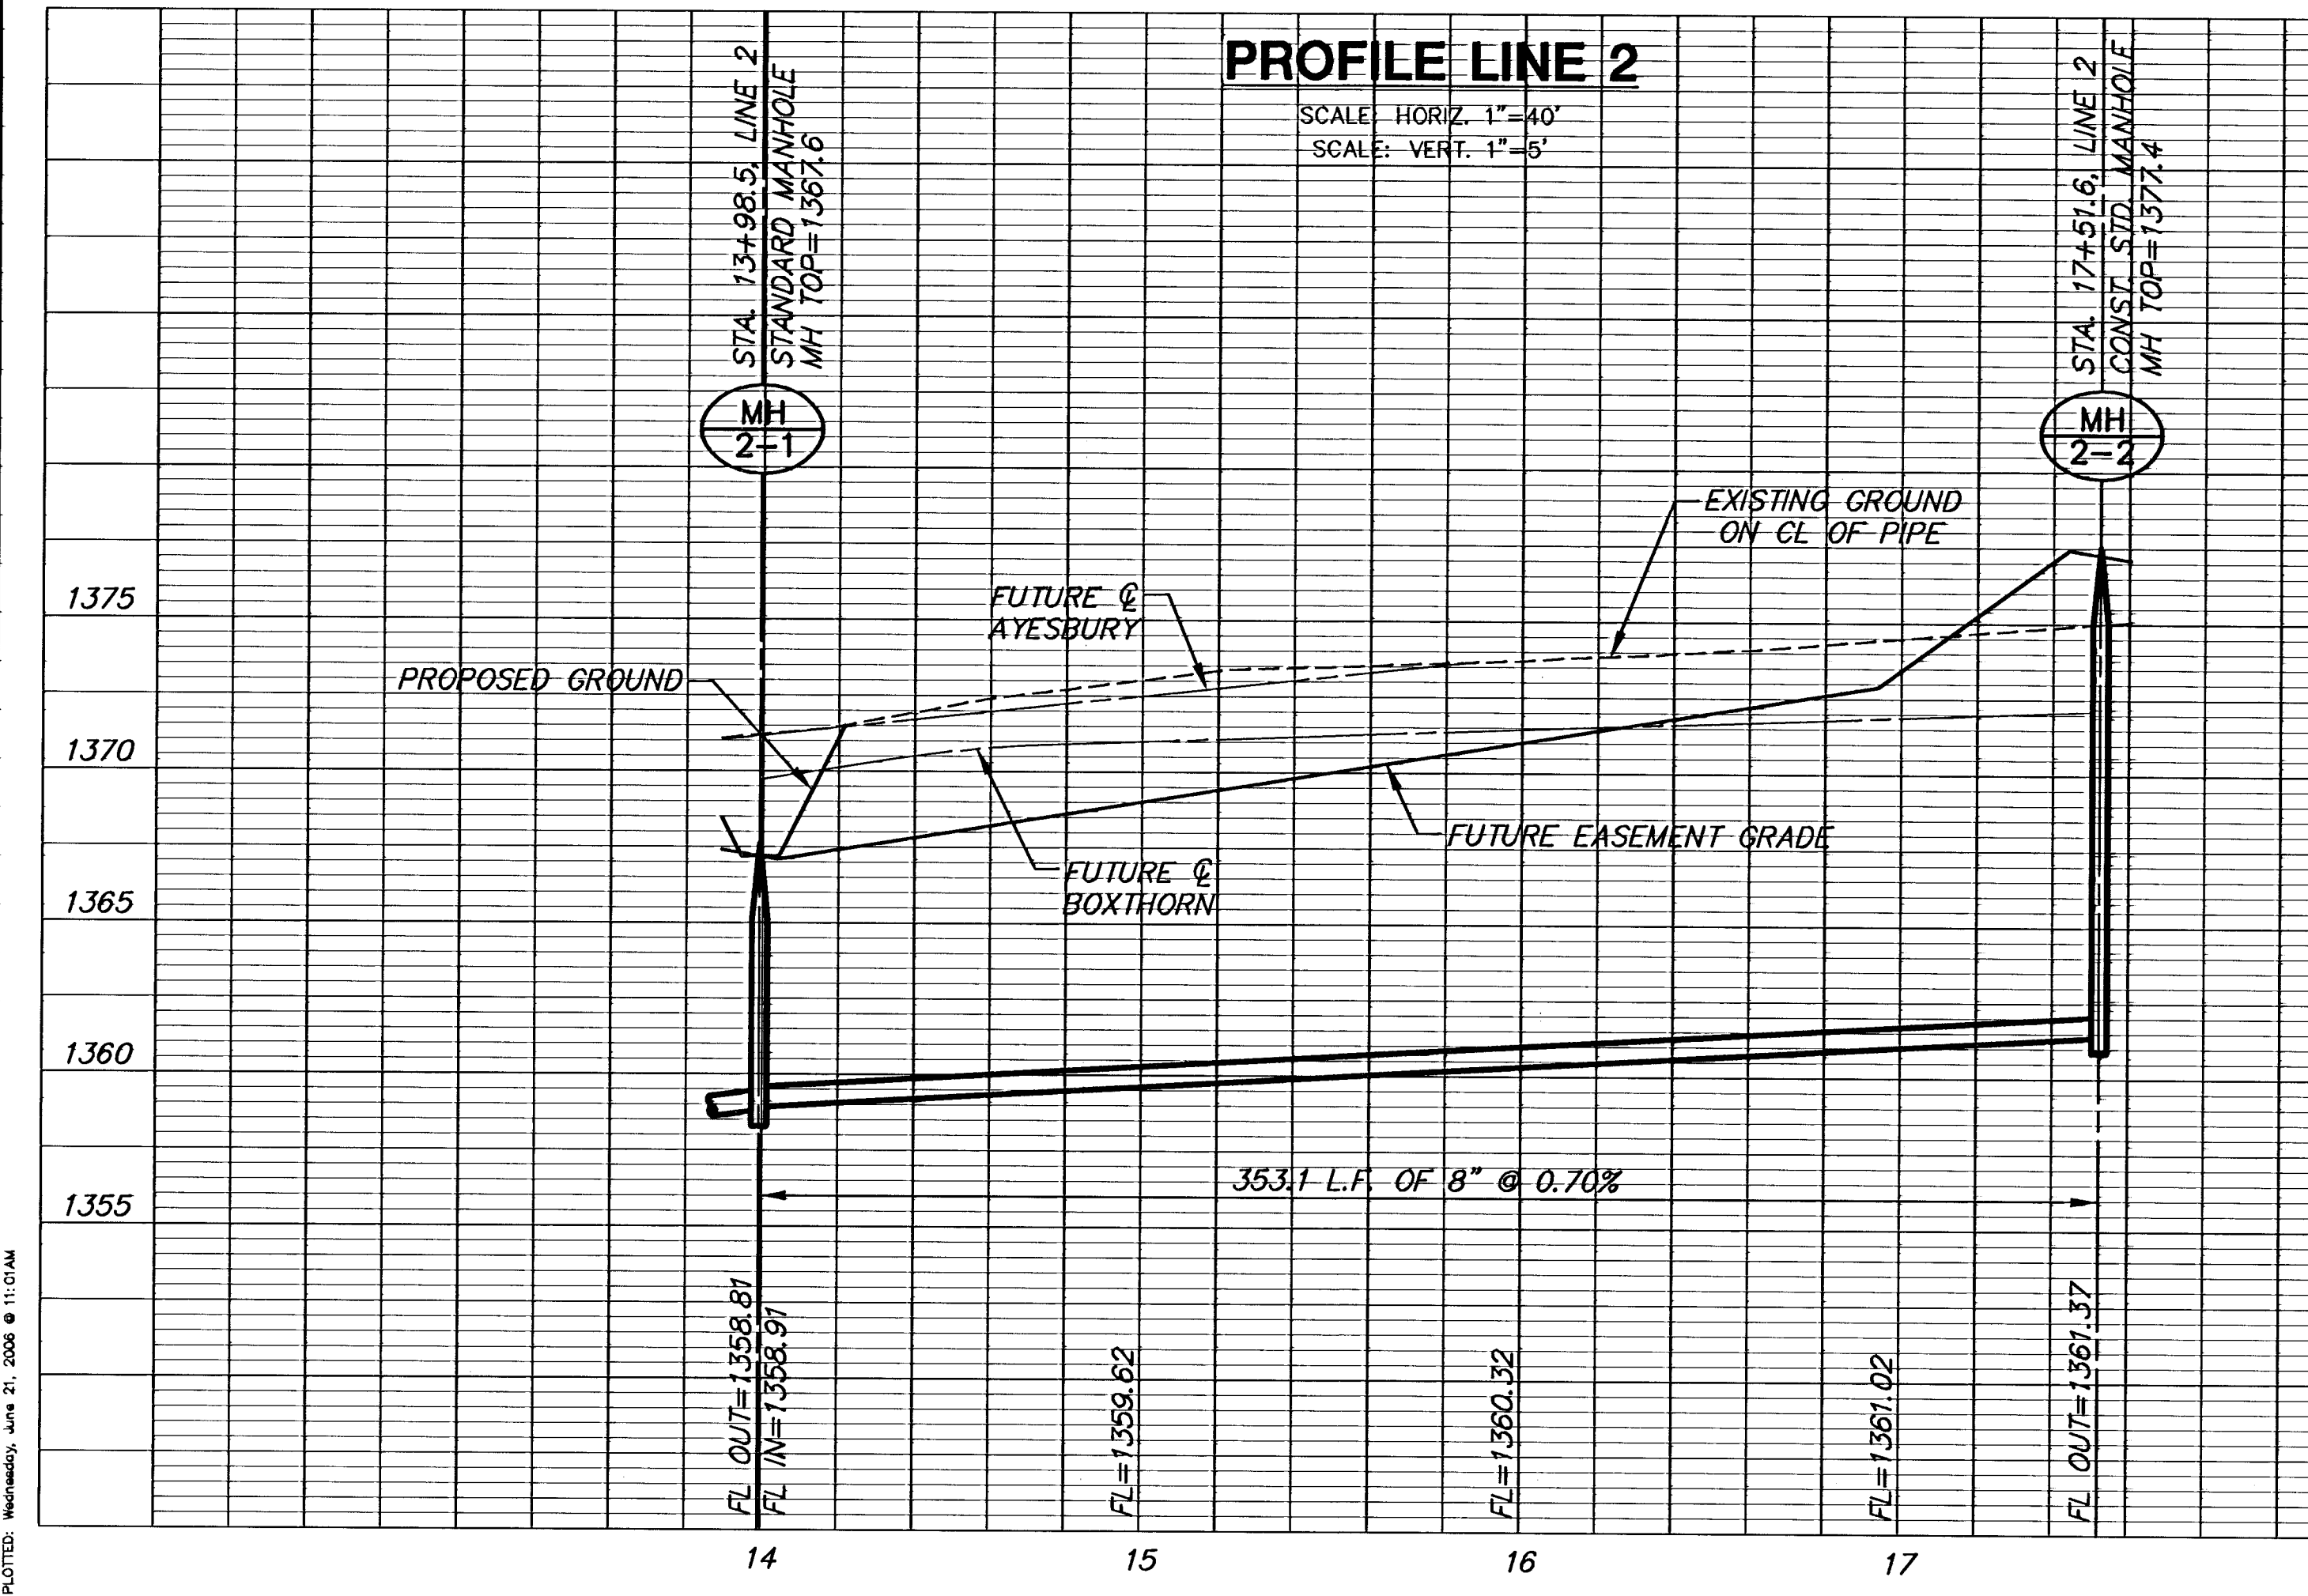 PROFILE LINE 2
SCALE: HORIZ. 1"=40'
SCALE: VERT. 1"=5'
STA. 13+98.5, LINE 2
STANDARD MANHOLE
MH TOP=1367.6
MH
2-1
STA. 17+51.6, LINE 2
CONST. STD. MANHOLE
MH TOP=1377.4
MH
2-2
EXISTING GROUND
ON CL OF PIPE
FUTURE ℄
AYESBURY
PROPOSED GROUND
FUTURE EASEMENT GRADE
FUTURE ℄
BOXTHORN
1375
1370
1365
1360
1355
353.1 L.F. OF 8" @ 0.70%
FL OUT=1358.81
FL IN=1358.91
FL=1359.62
FL=1360.32
FL=1361.02
FL OUT=1361.37
14
15
16
17
PLOTTED: Wednesday, June 21, 2006 @ 11:01AM